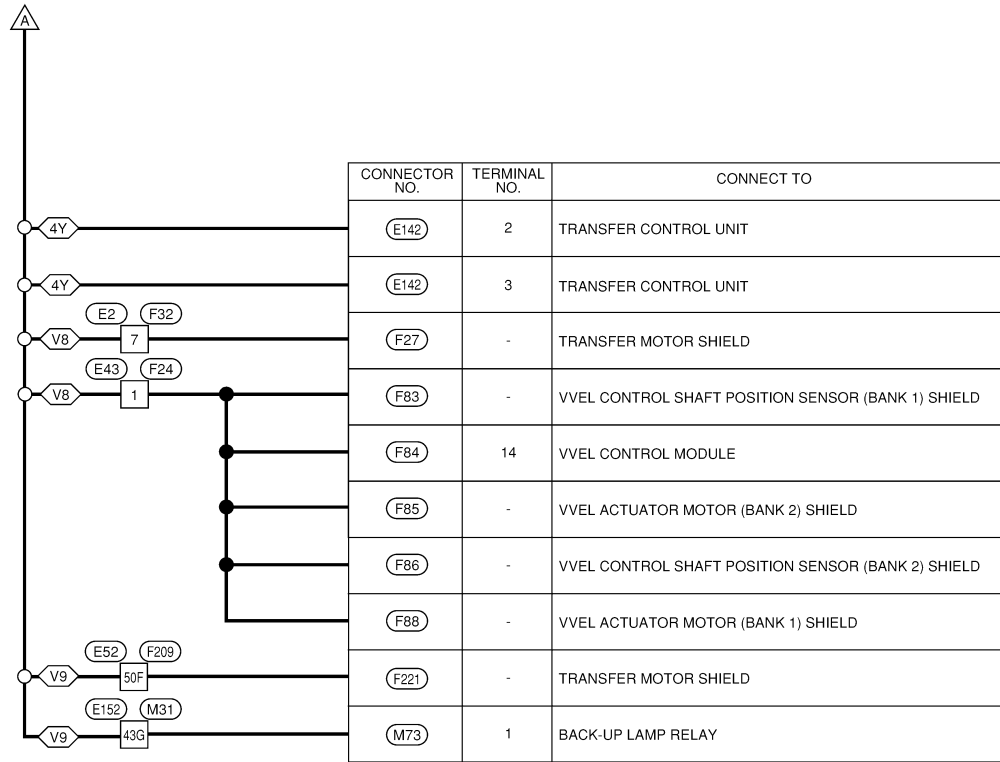 A
CONNECTOR NO. TERMINAL NO. CONNECT TO
4Y E142 2 TRANSFER CONTROL UNIT
4Y E142 3 TRANSFER CONTROL UNIT
E2 F32
V8 7 F27 - TRANSFER MOTOR SHIELD
E43 F24
V8 1 F83 - VVEL CONTROL SHAFT POSITION SENSOR (BANK 1) SHIELD
F84 14 VVEL CONTROL MODULE
F85 - VVEL ACTUATOR MOTOR (BANK 2) SHIELD
F86 - VVEL CONTROL SHAFT POSITION SENSOR (BANK 2) SHIELD
F88 - VVEL ACTUATOR MOTOR (BANK 1) SHIELD
E52 F209
V9 50F F221 - TRANSFER MOTOR SHIELD
E152 M31
V9 43G M73 1 BACK-UP LAMP RELAY